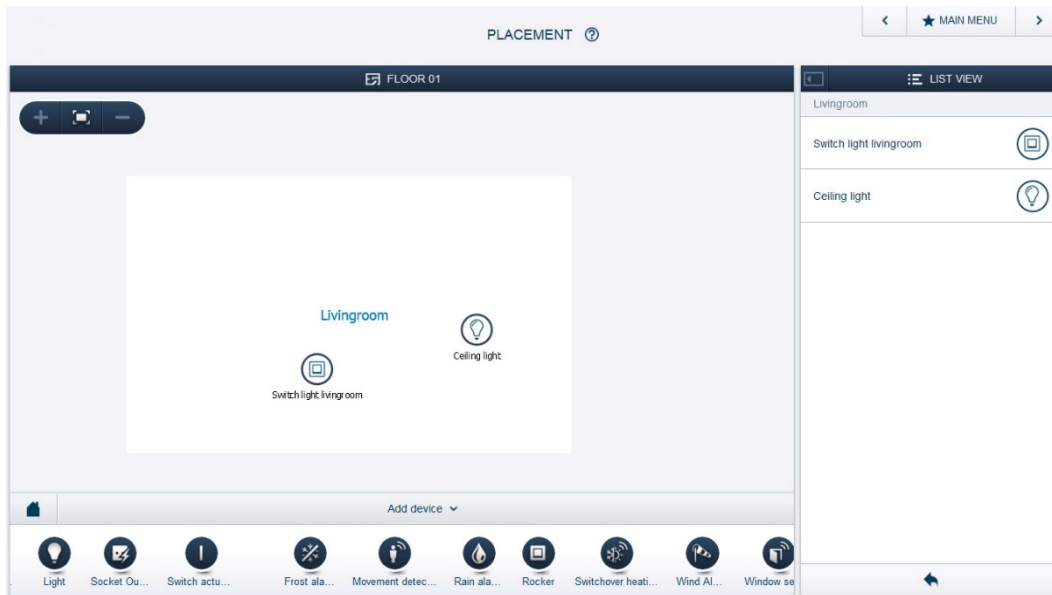 PLACEMENT
MAIN MENU
FLOOR 01
LIST VIEW
Livingroom
Switch light livingroom
Ceiling light
Livingroom
Ceiling light
Switch light livingroom
Add device
Light
Socket Ou...
Switch actu...
Frost ala...
Movement detec...
Rain ala...
Rocker
Switchover heati...
Wind Al...
Window se